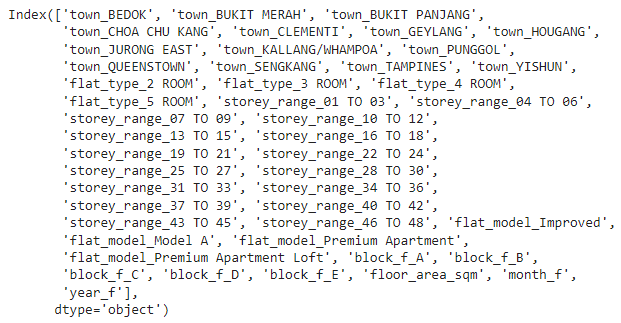 Index(['town_BEDOK', 'town_BUKIT MERAH', 'town_BUKIT PANJANG',
'town_CHOA CHU KANG', 'town_CLEMENTI', 'town_GEYLANG', 'town_HOUGANG',
'town_JURONG EAST', 'town_KALLANG/WHAMPOA', 'town_PUNGGOL',
'town_QUEENSTOWN', 'town_SENGKANG', 'town_TAMPINES', 'town_YISHUN',
'flat_type_2 ROOM', 'flat_type_3 ROOM', 'flat_type_4 ROOM',
'flat_type_5 ROOM', 'storey_range_01 TO 03', 'storey_range_04 TO 06',
'storey_range_07 TO 09', 'storey_range_10 TO 12',
'storey_range_13 TO 15', 'storey_range_16 TO 18',
'storey_range_19 TO 21', 'storey_range_22 TO 24',
'storey_range_25 TO 27', 'storey_range_28 TO 30',
'storey_range_31 TO 33', 'storey_range_34 TO 36',
'storey_range_37 TO 39', 'storey_range_40 TO 42',
'storey_range_43 TO 45', 'storey_range_46 TO 48', 'flat_model_Improved',
'flat_model_Model A', 'flat_model_Premium Apartment',
'flat_model_Premium Apartment Loft', 'block_f_A', 'block_f_B',
'block_f_C', 'block_f_D', 'block_f_E', 'floor_area_sqm', 'month_f',
'year_f'],
dtype='object')